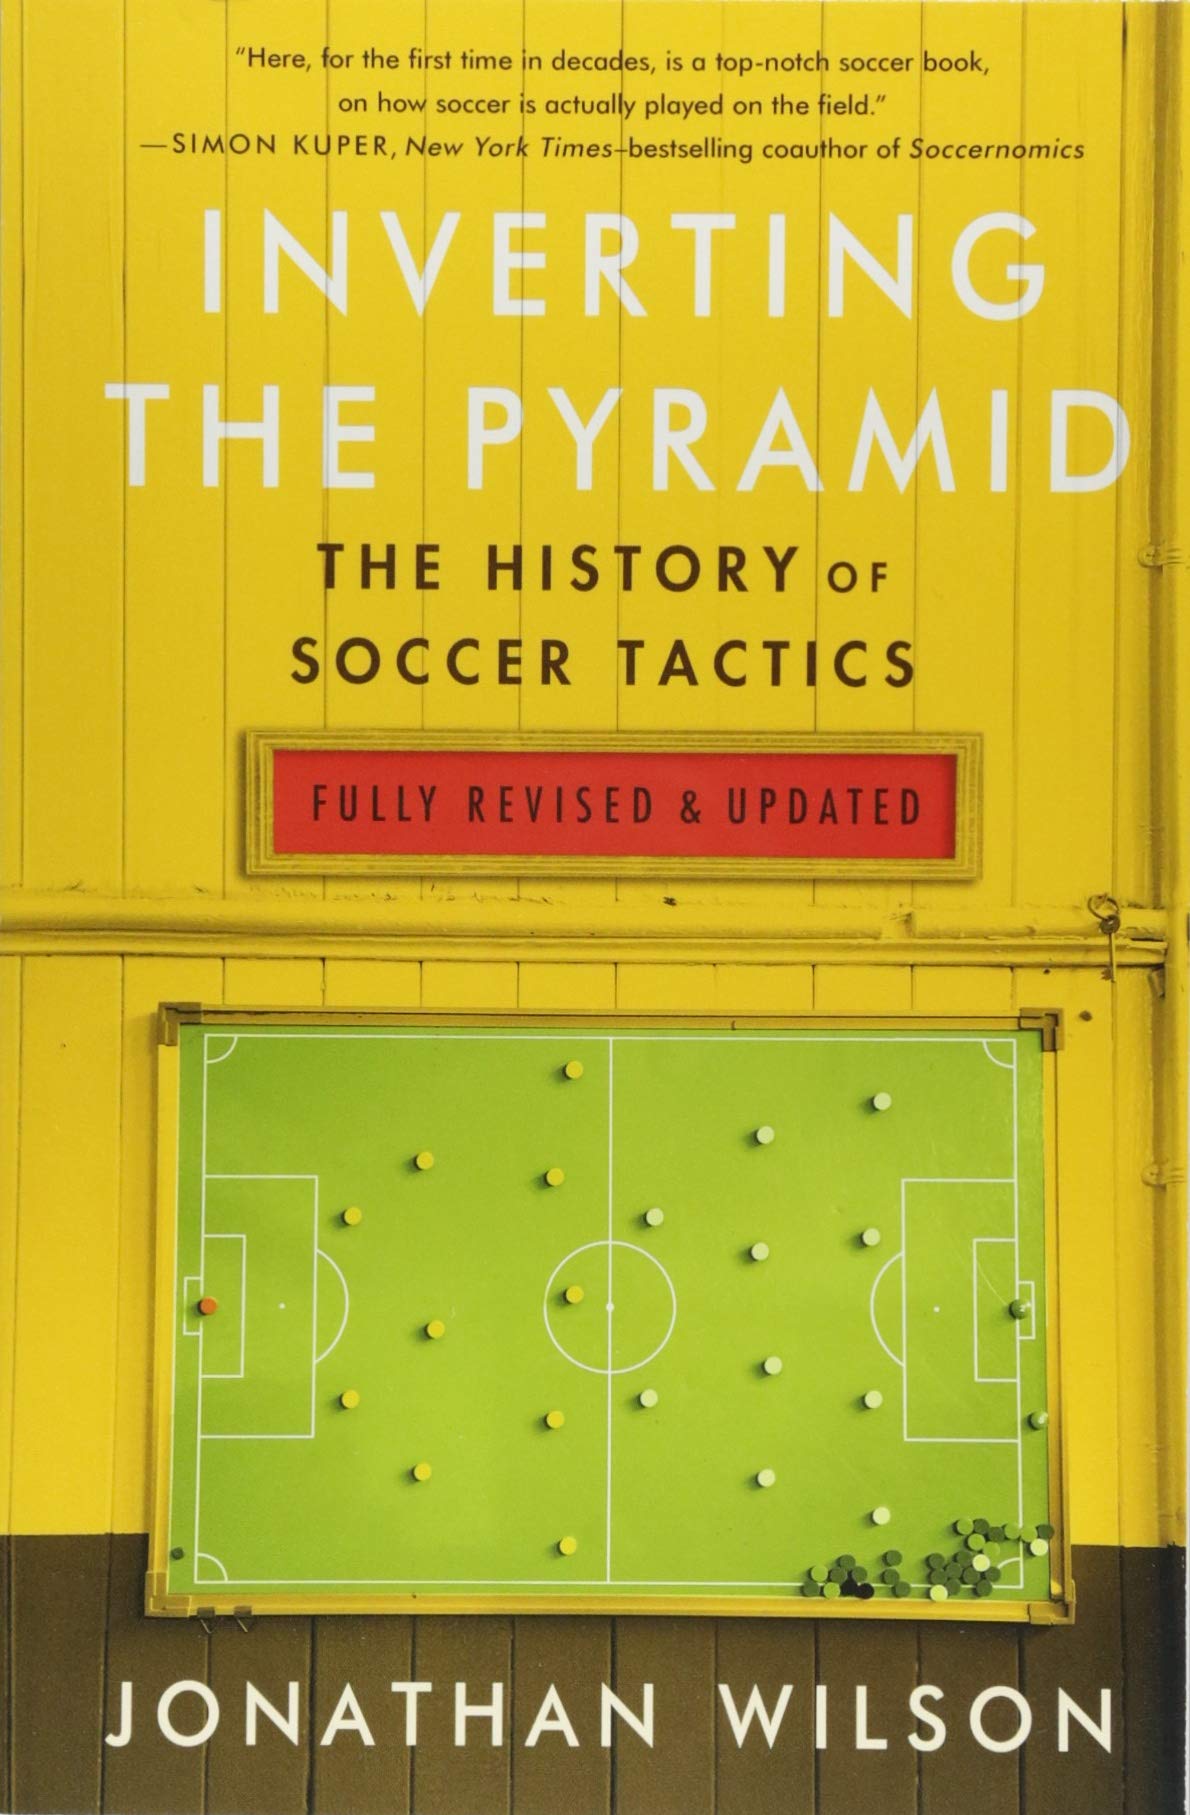 “Here, for the first time in decades, is a top-notch soccer book,
on how soccer is actually played on the field.”
—SIMON KUPER, New York Times–bestselling coauthor of Soccernomics
INVERTING
THE PYRAMID
THE HISTORY OF
SOCCER TACTICS
FULLY REVISED & UPDATED
JONATHAN WILSON